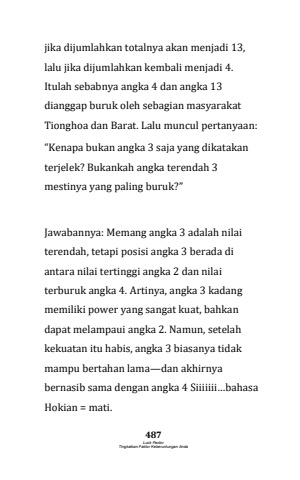 jika dijumlahkan totalnya akan menjadi 13,
lalu jika dijumlahkan kembali menjadi 4.
Itulah sebabnya angka 4 dan angka 13
dianggap buruk oleh sebagian masyarakat
Tionghoa dan Barat. Lalu muncul pertanyaan:
“Kenapa bukan angka 3 saja yang dikatakan
terjelek? Bukankah angka terendah 3
mestinya yang paling buruk?”
Jawabannya: Memang angka 3 adalah nilai
terendah, tetapi posisi angka 3 berada di
antara nilai tertinggi angka 2 dan nilai
terburuk angka 4. Artinya, angka 3 kadang
memiliki power yang sangat kuat, bahkan
dapat melampaui angka 2. Namun, setelah
kekuatan itu habis, angka 3 biasanya tidak
mampu bertahan lama—dan akhirnya
bernasib sama dengan angka 4 Siiiiiii...bahasa
Hokian = mati.
487
Luck Factor
Tingkatkan Faktor Keberuntungan Anda